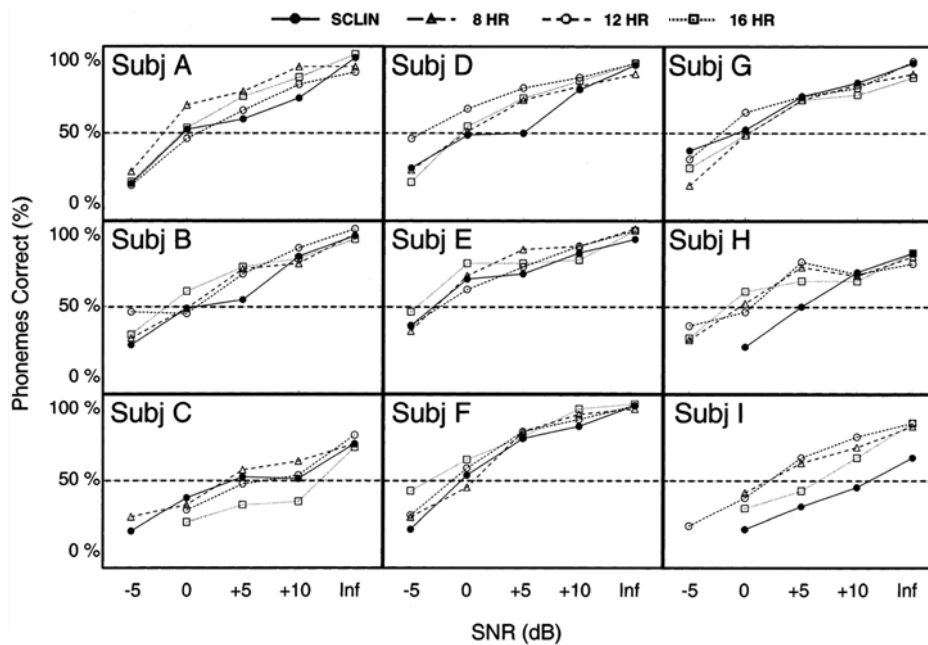 SCLIN 8 HR 12 HR 16 HR
Phonemes Correct (%)
100 %
50 %
0 %
Subj A
Subj D
Subj G
100 %
50 %
0 %
Subj B
Subj E
Subj H
100 %
50 %
0 %
Subj C
Subj F
Subj I
-5 0 +5 +10 Inf
-5 0 +5 +10 Inf
-5 0 +5 +10 Inf
SNR (dB)